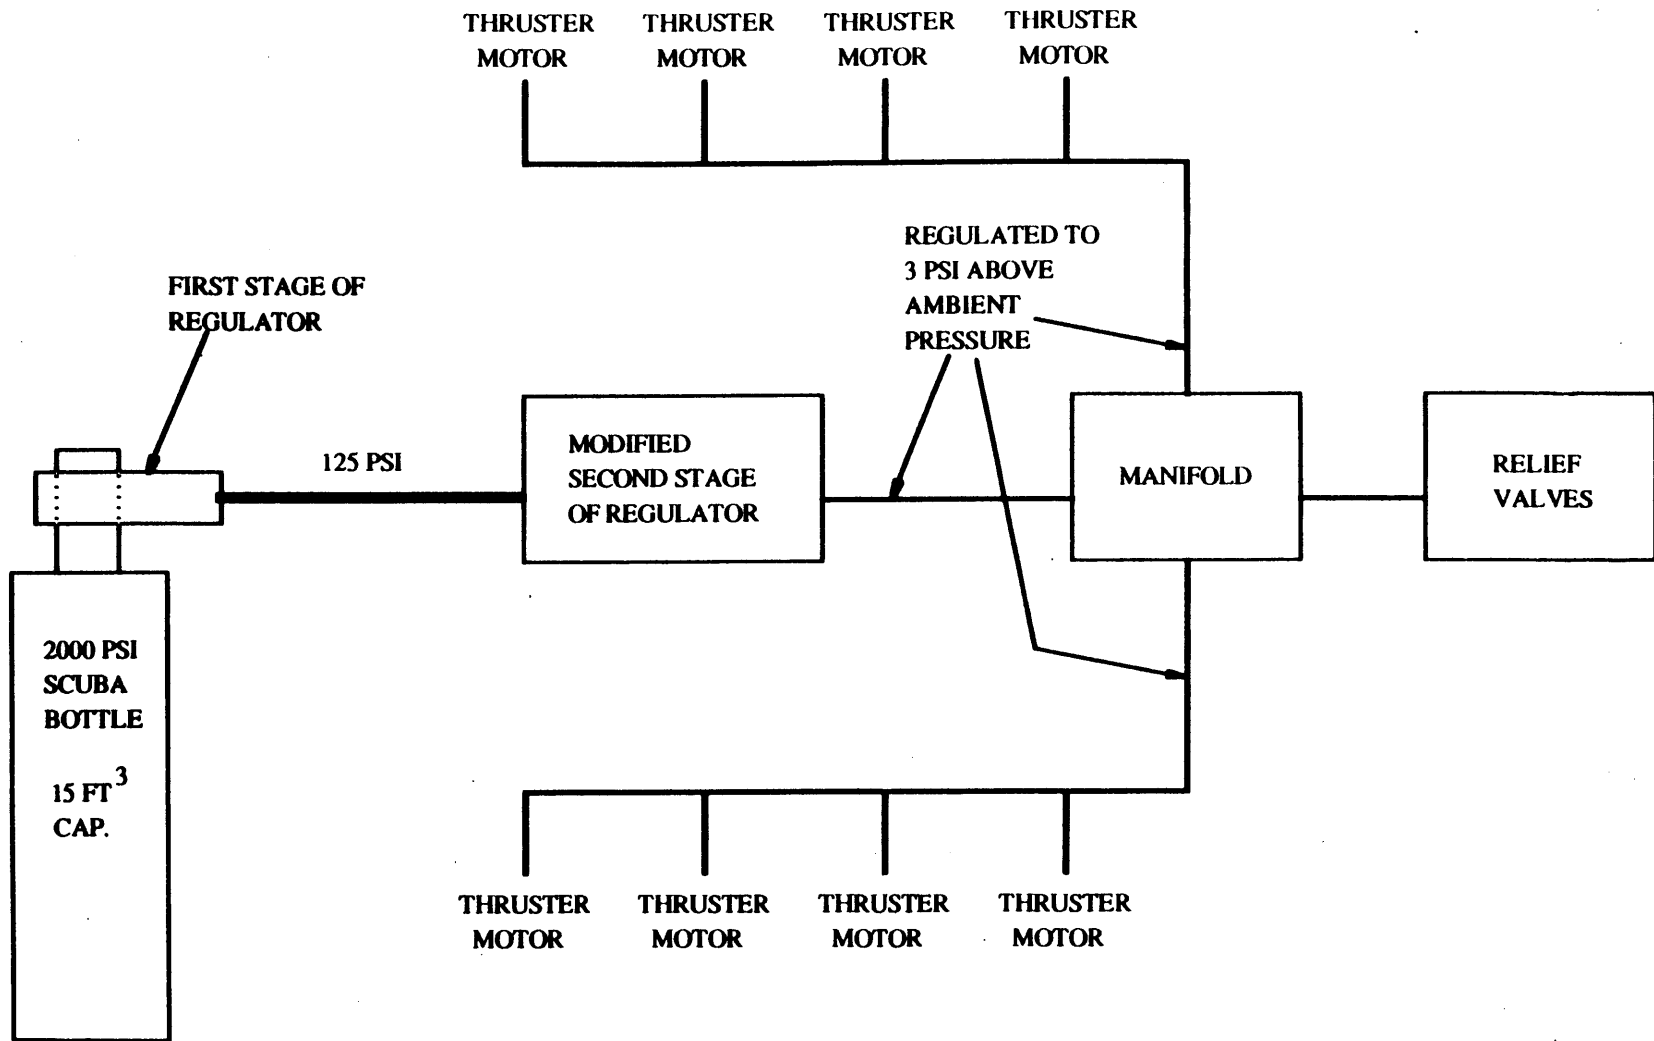 THRUSTER
MOTOR
THRUSTER
MOTOR
THRUSTER
MOTOR
THRUSTER
MOTOR
REGULATED TO
3 PSI ABOVE
AMBIENT
PRESSURE
FIRST STAGE OF
REGULATOR
125 PSI
MODIFIED
SECOND STAGE
OF REGULATOR
MANIFOLD
RELIEF
VALVES
2000 PSI
SCUBA
BOTTLE
15 FT³
CAP.
THRUSTER
MOTOR
THRUSTER
MOTOR
THRUSTER
MOTOR
THRUSTER
MOTOR